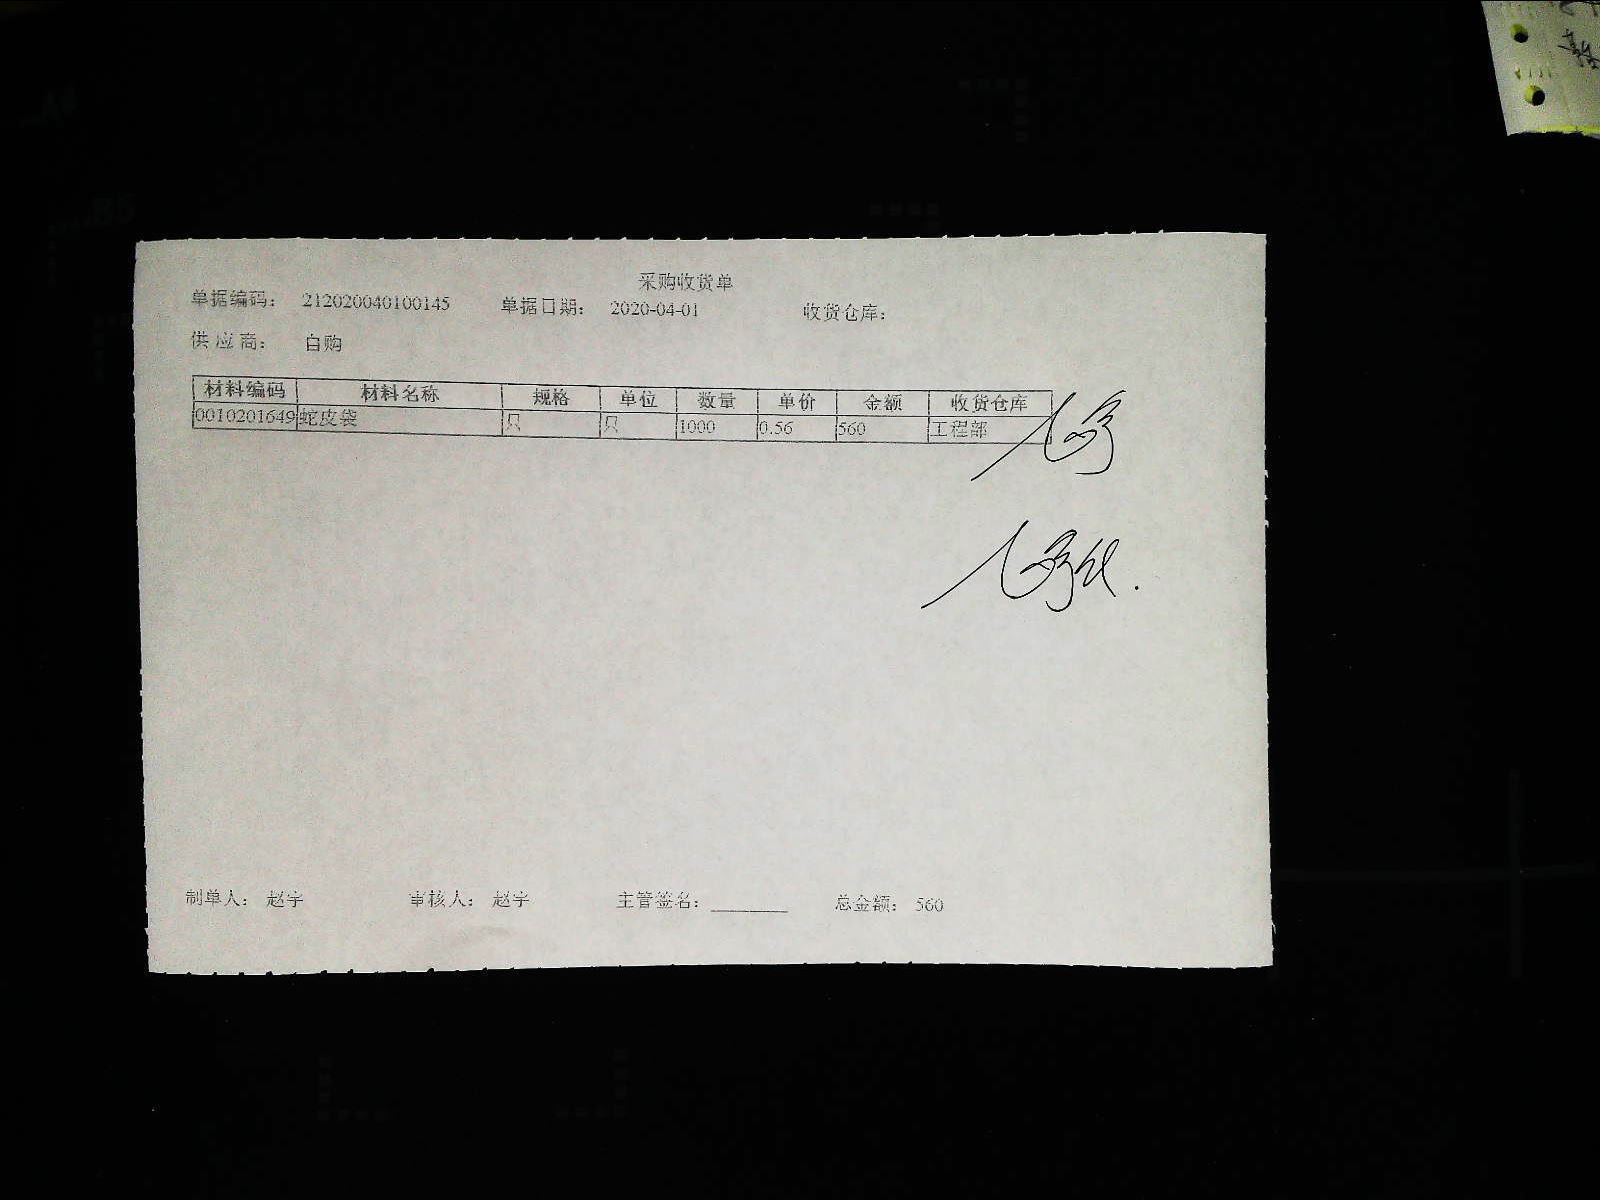 采购收货单
单据编码： 212020040100145 单据日期： 2020-04-01 收货仓库：
供 应 商： 自购
材料编码 材料名称 规格 单位 数量 单价 金额 收货仓库
0010201649 蛇皮袋 只 只 1000 0.56 560 工程部
制单人： 赵宇 审核人： 赵宇 主管签名： 总金额： 560